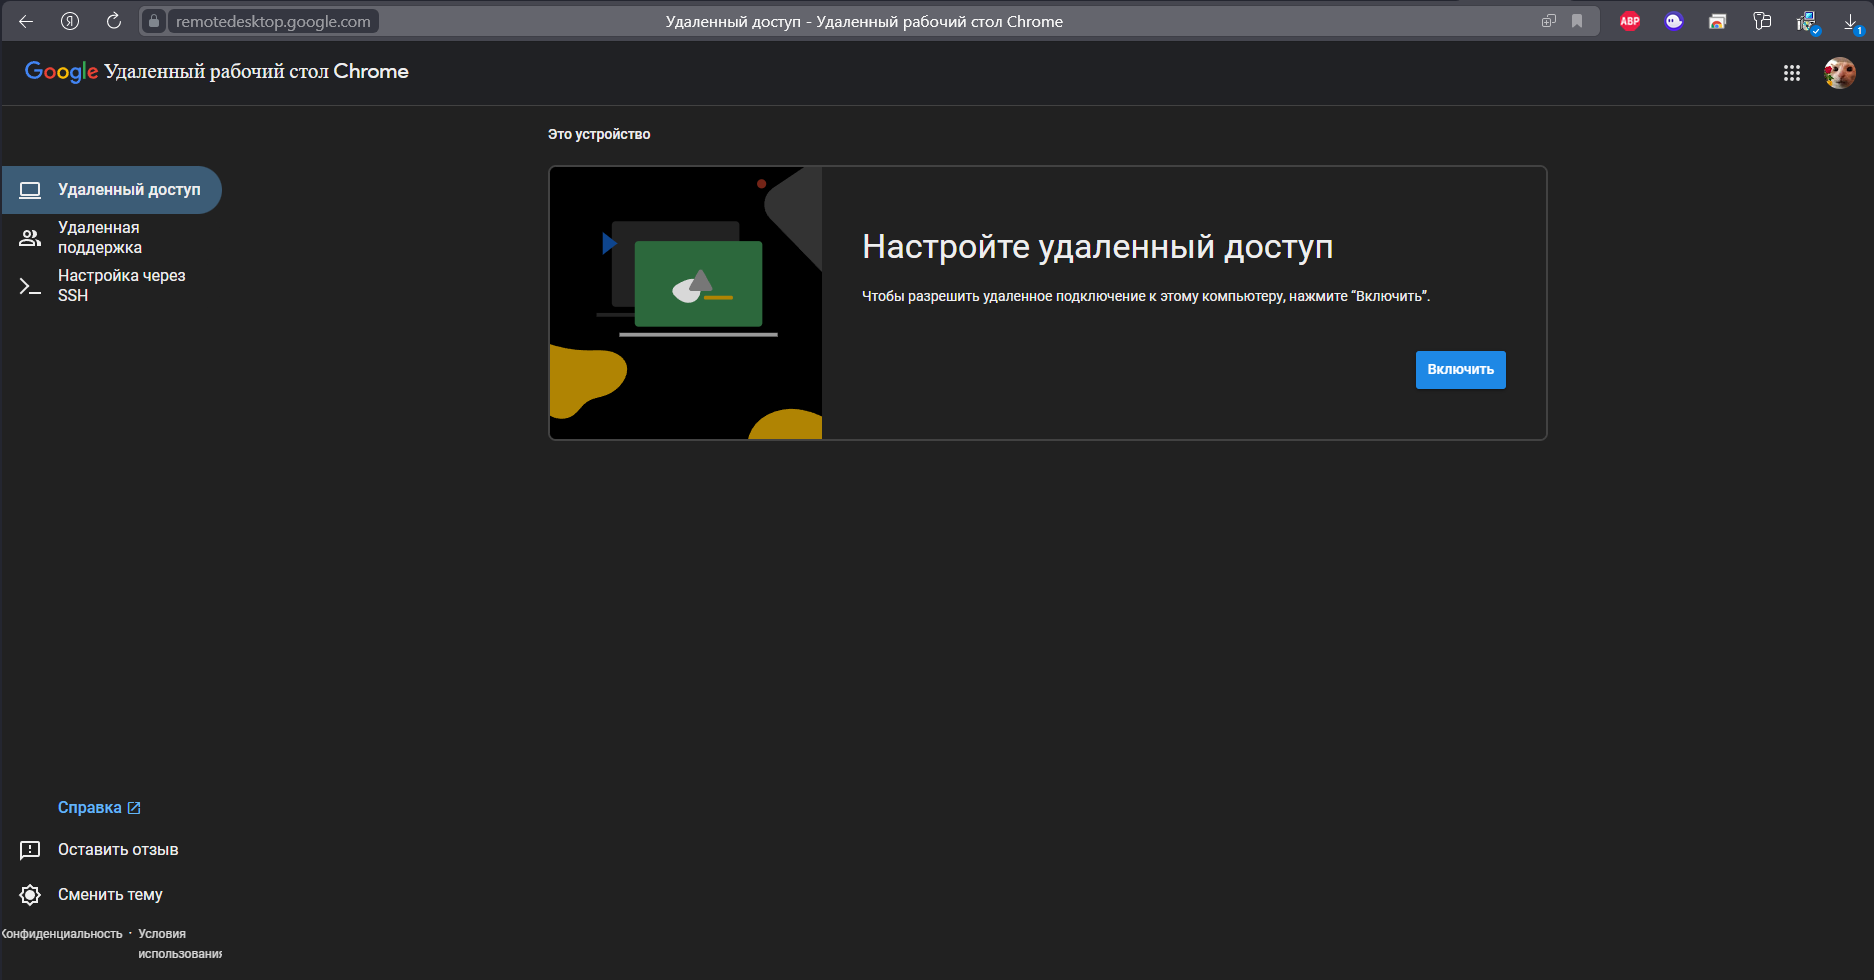 remotedesktop.google.com
Удаленный доступ - Удаленный рабочий стол Chrome
ABP
1
Google Удаленный рабочий стол Chrome
Это устройство
Удаленный доступ
Удаленная
поддержка
Настройка через
SSH
Настройте удаленный доступ
Чтобы разрешить удаленное подключение к этому компьютеру, нажмите “Включить”.
Включить
Справка
Оставить отзыв
Сменить тему
Конфиденциальность · Условия
использования